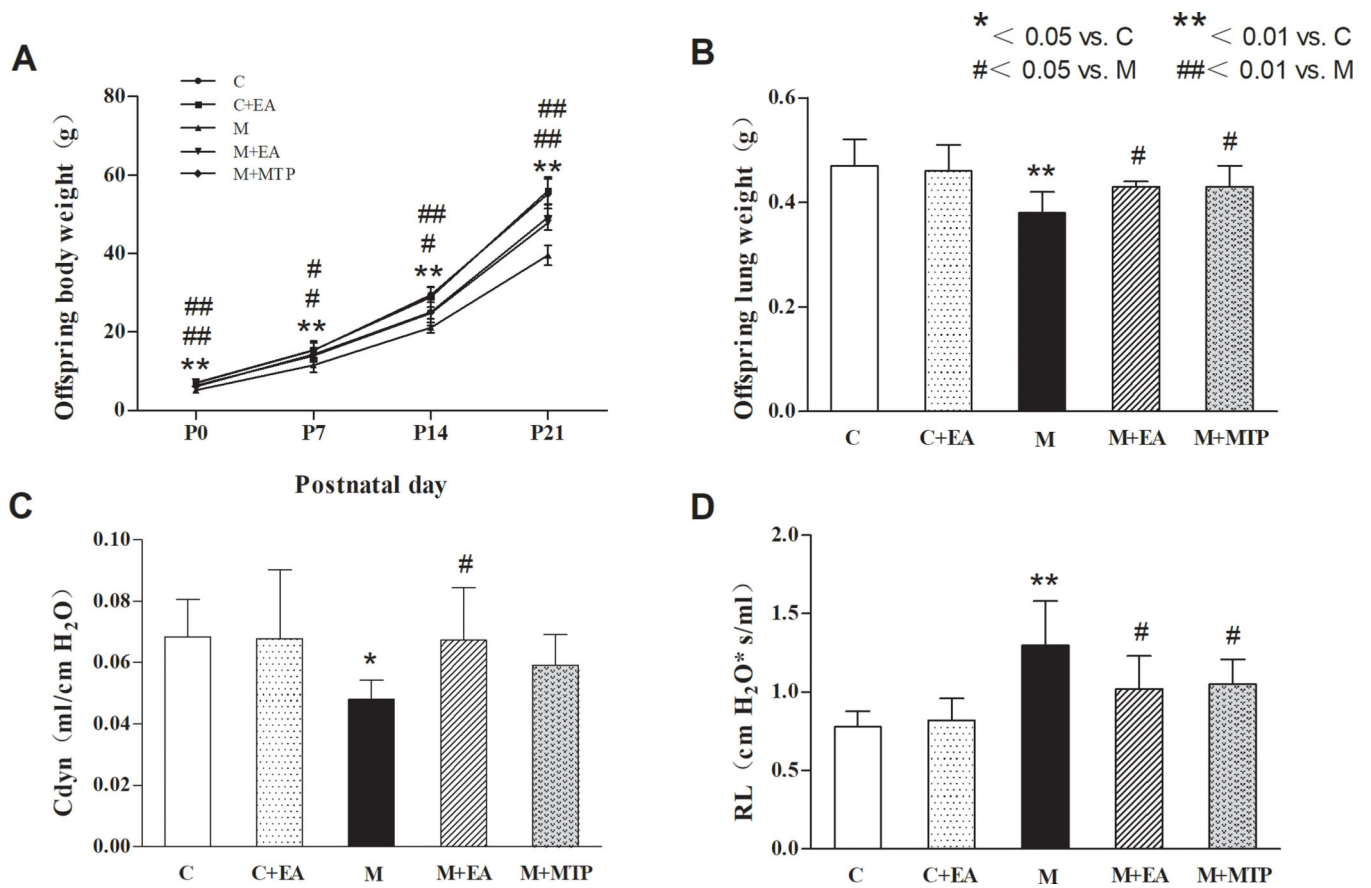 * < 0.05 vs. C ** < 0.01 vs. C
#< 0.05 vs. M ##< 0.01 vs. M
A
C
C+EA
M
M+EA
M+MTP
Offspring body weight (g)
80
60
40
20
0
## 
##
**
#
#
**
##
#
**
##
##
**
P0 P7 P14 P21
Postnatal day
B
Offspring lung weight (g)
0.6
0.4
0.2
0.0
** # #
C C+EA M M+EA M+MTP
C
Cdyn (ml/cm H₂O)
0.10
0.08
0.06
0.04
0.02
0.00
* #
C C+EA M M+EA M+MTP
D
RL (cm H₂O* s/ml)
2.0
1.5
1.0
0.5
0.0
** # #
C C+EA M M+EA M+MTP